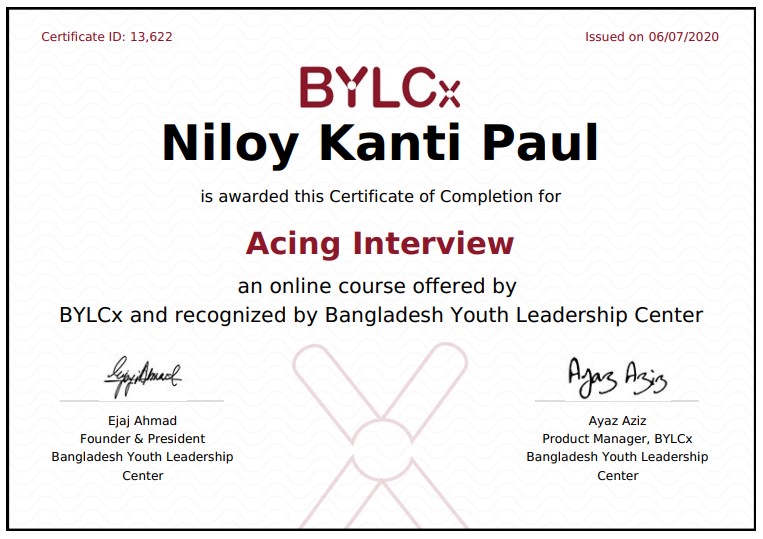 Certificate ID: 13,622
Issued on 06/07/2020
BYLCx
Niloy Kanti Paul
is awarded this Certificate of Completion for
Acing Interview
an online course offered by
BYLCx and recognized by Bangladesh Youth Leadership Center
Ejaj Ahmad
Ayaz Aziz
Ejaj Ahmad
Founder & President
Bangladesh Youth Leadership
Center
Ayaz Aziz
Product Manager, BYLCx
Bangladesh Youth Leadership
Center